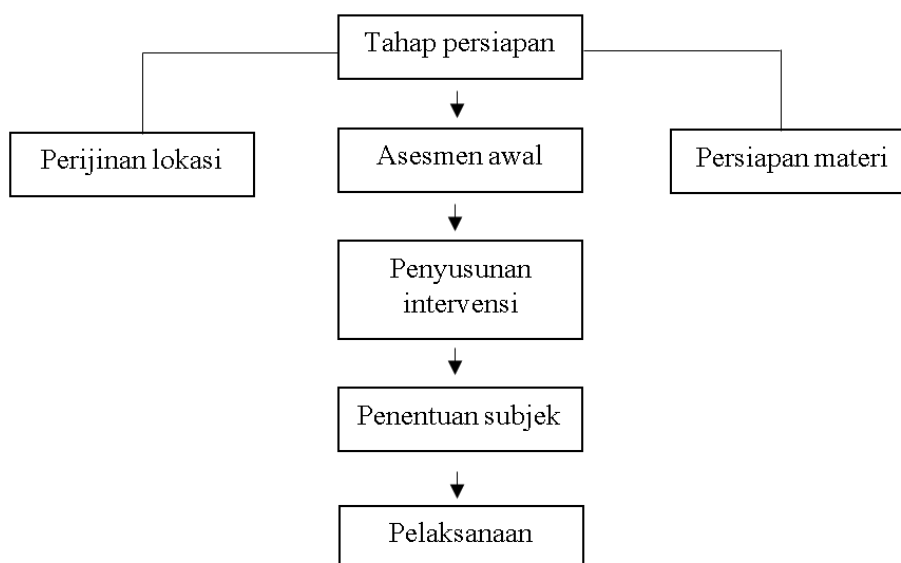 Tahap persiapan
Perijinan lokasi
Asesmen awal
Persiapan materi
Penyusunan
intervensi
Penentuan subjek
Pelaksanaan